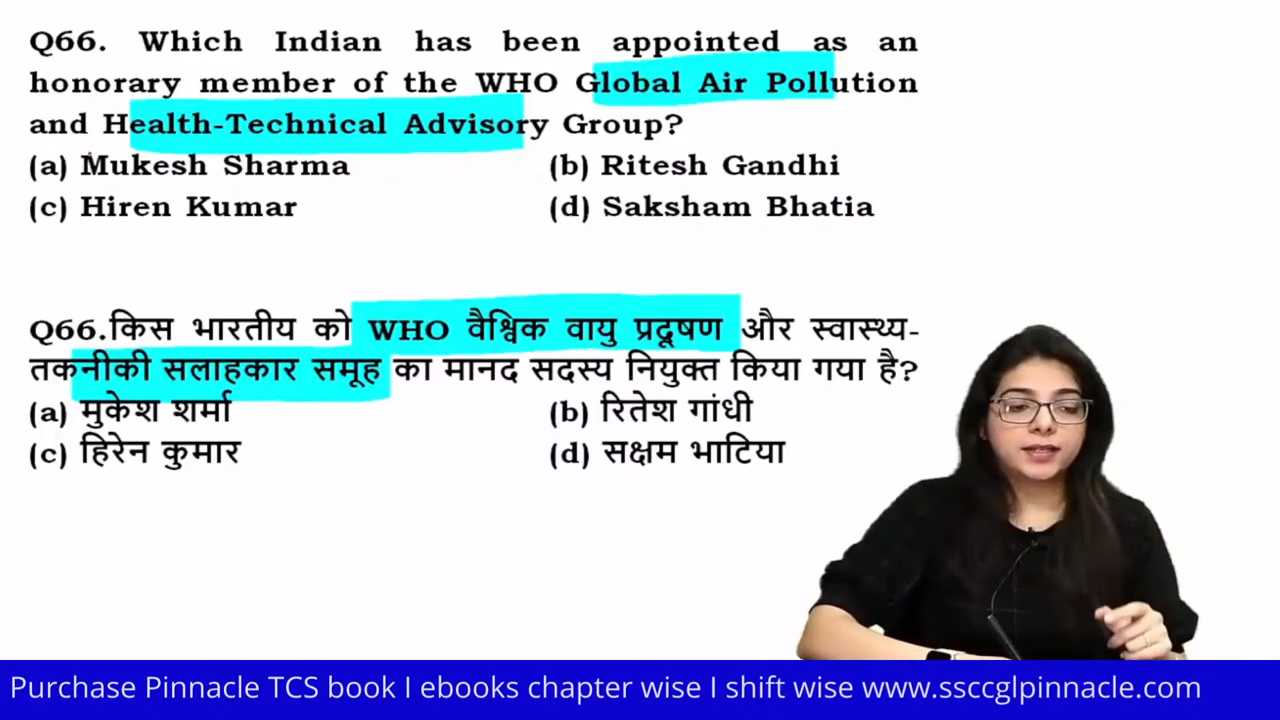 Q66. Which Indian has been appointed as an
honorary member of the WHO Global Air Pollution
and Health-Technical Advisory Group?
(a) Mukesh Sharma (b) Ritesh Gandhi
(c) Hiren Kumar (d) Saksham Bhatia
Q66.किस भारतीय को WHO वैश्विक वायु प्रदूषण और स्वास्थ्य-
तकनीकी सलाहकार समूह का मानद सदस्य नियुक्त किया गया है?
(a) मुकेश शर्मा (b) रितेश गांधी
(c) हिरेन कुमार (d) सक्षम भाटिया
Purchase Pinnacle TCS book I ebooks chapter wise I shift wise www.ssccglpinnacle.com